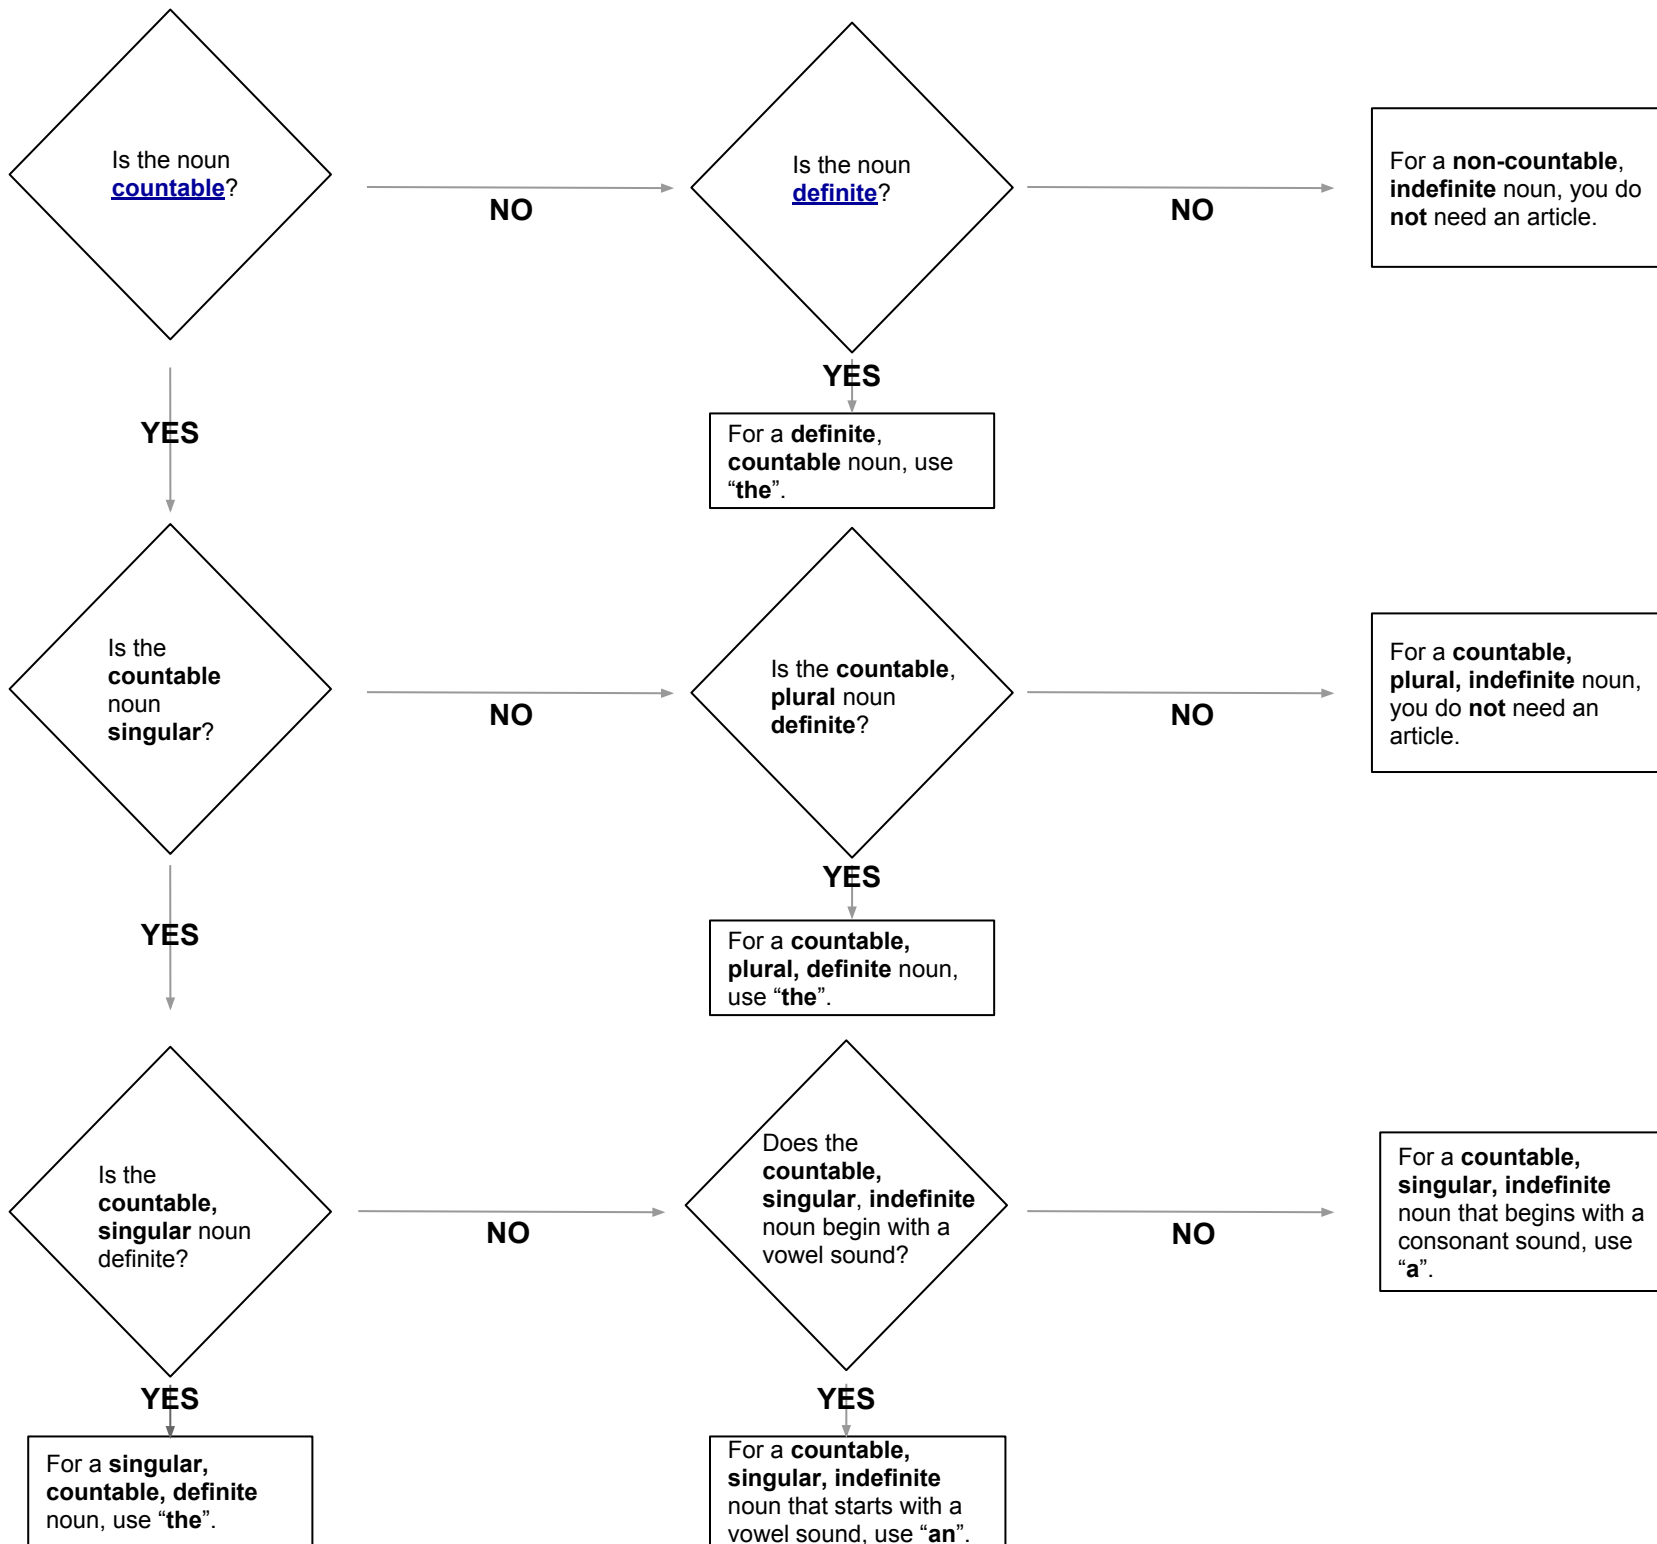 Is the noun
countable?
NO
Is the noun
definite?
NO
For a non-countable,
indefinite noun, you do
not need an article.
YES
YES
For a definite,
countable noun, use
“the”.
Is the
countable
noun
singular?
NO
Is the countable,
plural noun
definite?
NO
For a countable,
plural, indefinite noun,
you do not need an
article.
YES
YES
For a countable,
plural, definite noun,
use “the”.
Is the
countable,
singular noun
definite?
NO
Does the
countable,
singular, indefinite
noun begin with a
vowel sound?
NO
For a countable,
singular, indefinite
noun that begins with a
consonant sound, use
“a”.
YES
For a singular,
countable, definite
noun, use “the”.
YES
For a countable,
singular, indefinite
noun that starts with a
vowel sound, use “an”.